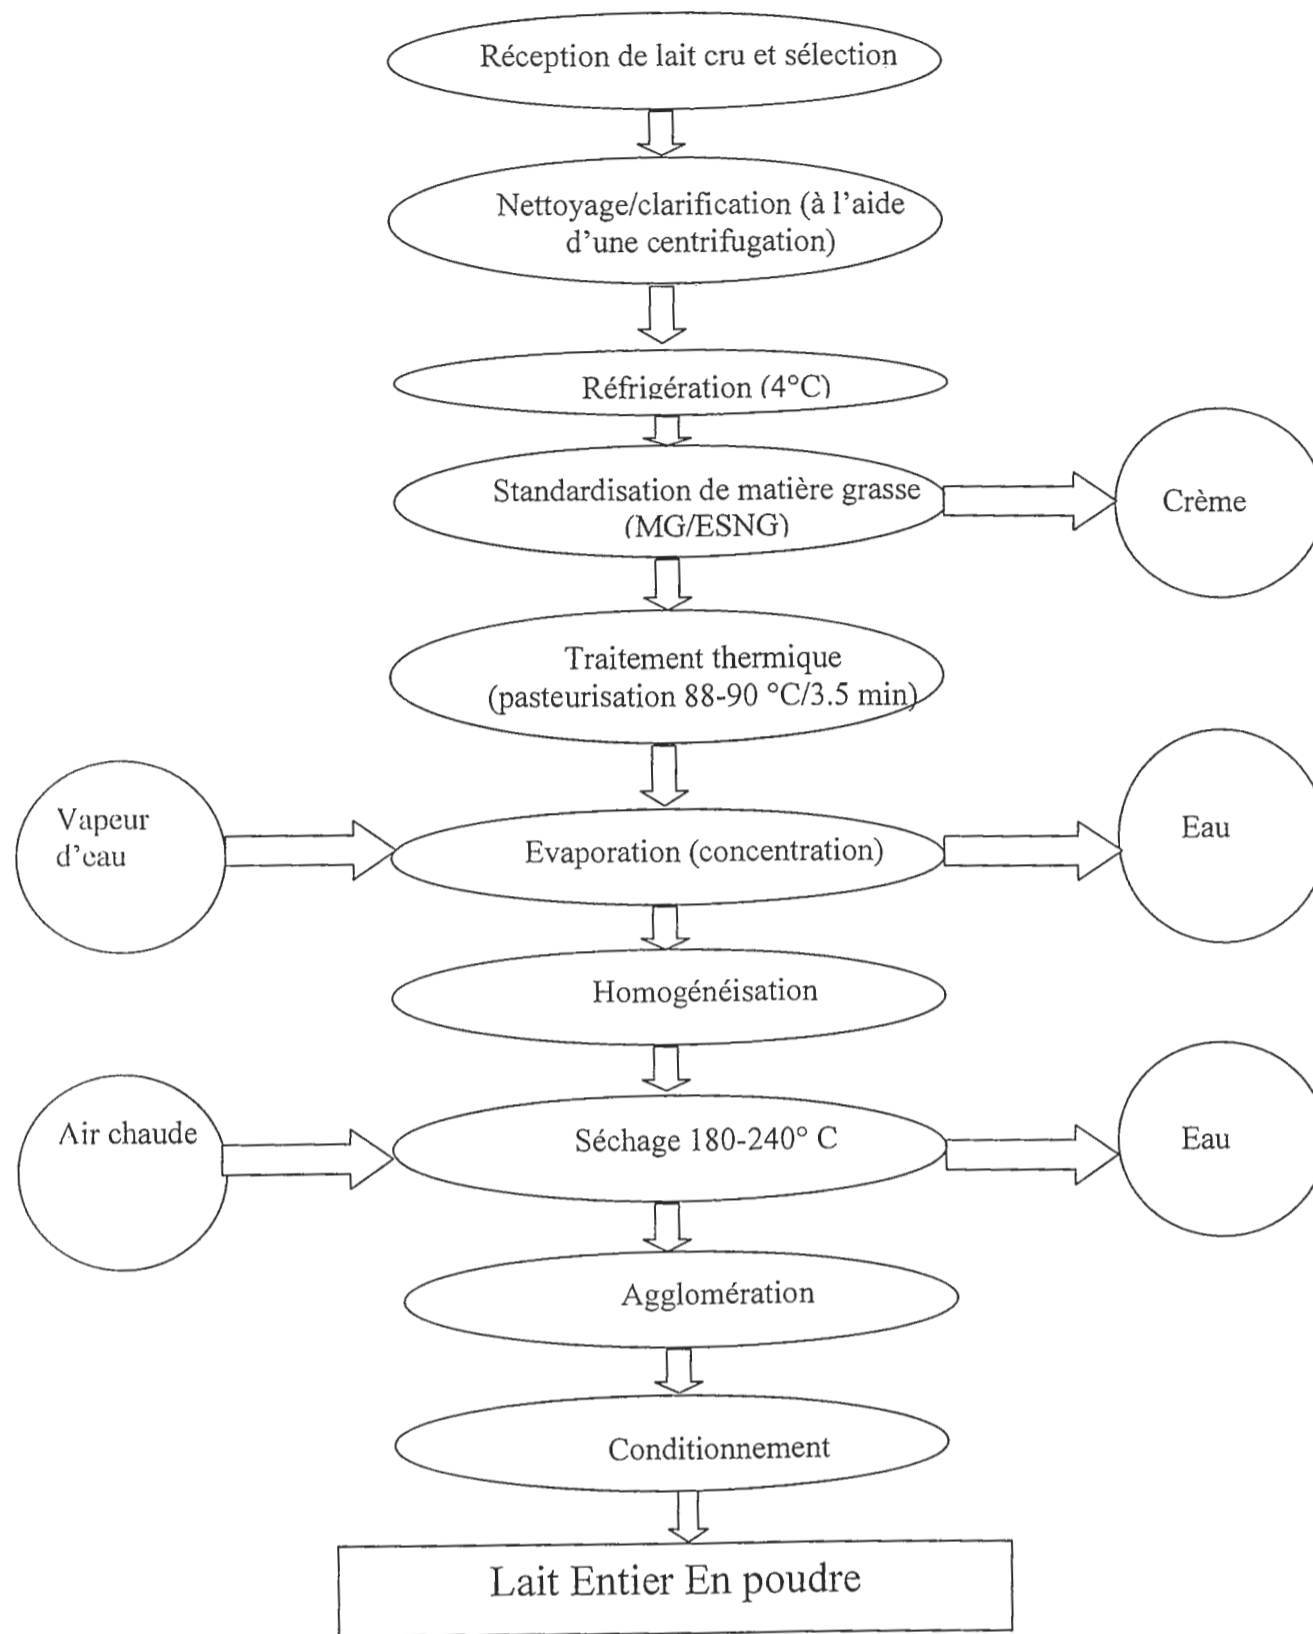 Réception de lait cru et sélection
Nettoyage/clarification (à l'aide
d'une centrifugation)
Réfrigération (4°C)
Standardisation de matière grasse
(MG/ESNG)
Crème
Traitement thermique
(pasteurisation 88-90 °C/3.5 min)
Vapeur
d'eau
Evaporation (concentration)
Eau
Homogénéisation
Air chaude
Séchage 180-240° C
Eau
Agglomération
Conditionnement
Lait Entier En poudre